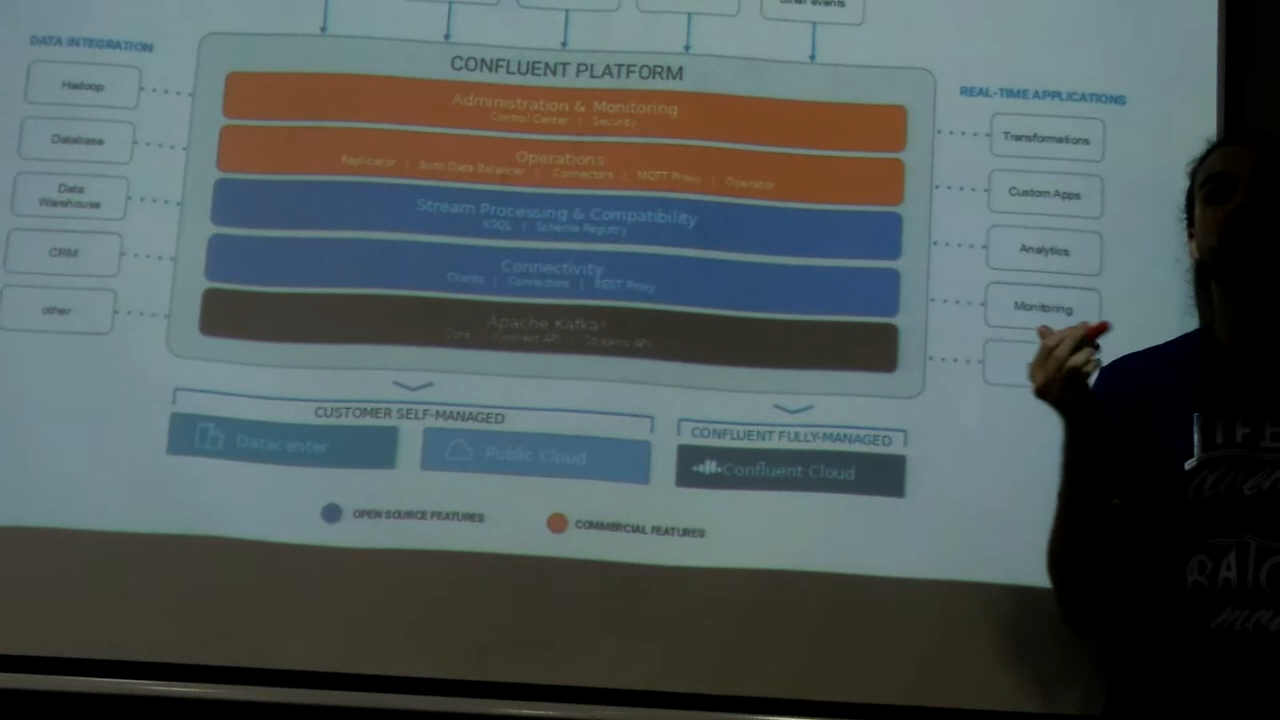 other events
DATA INTEGRATION
Hadoop
Database
Data
Warehouse
CRM
other
CONFLUENT PLATFORM
Administration & Monitoring
Control Center | Security
Operations
Replicator | Auto Data Balancer | Connectors | MQTT Proxy | Operator
Stream Processing & Compatibility
KSQL | Schema Registry
Connectivity
Clients | Connectors | REST Proxy
Apache Kafka®
Core | Connect API | Streams API
REAL-TIME APPLICATIONS
Transformations
Custom Apps
Analytics
Monitoring
CUSTOMER SELF-MANAGED
Datacenter
Public Cloud
CONFLUENT FULLY-MANAGED
Confluent Cloud
OPEN SOURCE FEATURES
COMMERCIAL FEATURES